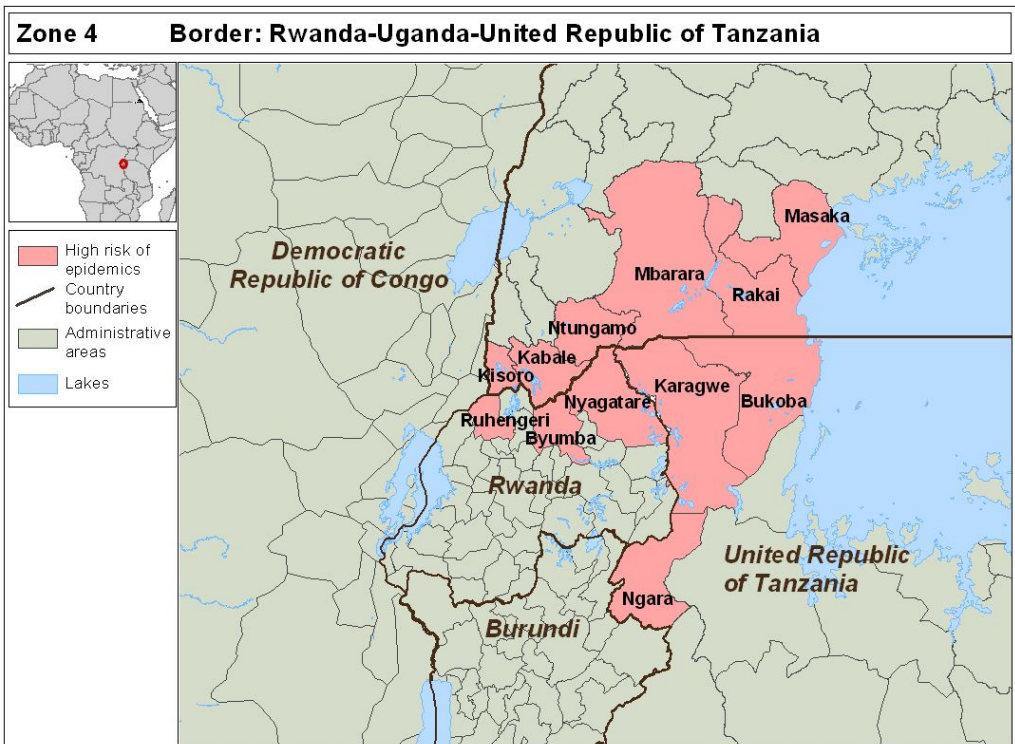 Zone 4 Border: Rwanda-Uganda-United Republic of Tanzania
High risk of
epidemics
Country
boundaries
Administrative
areas
Lakes
Democratic
Republic of Congo
Masaka
Mbarara
Rakai
Ntungamo
Kabale
Kisoro
Karagwe
Nyagatare
Bukoba
Ruhengeri
Byumba
Rwanda
United Republic
of Tanzania
Ngara
Burundi